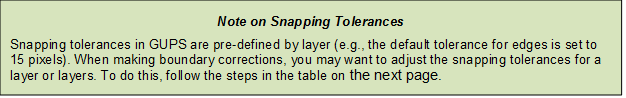 Note on Snapping Tolerances
Snapping tolerances in GUPS are pre-defined by layer (e.g., the default tolerance for edges is set to
15 pixels). When making boundary corrections, you may want to adjust the snapping tolerances for a
layer or layers. To do this, follow the steps in the table on the next page.